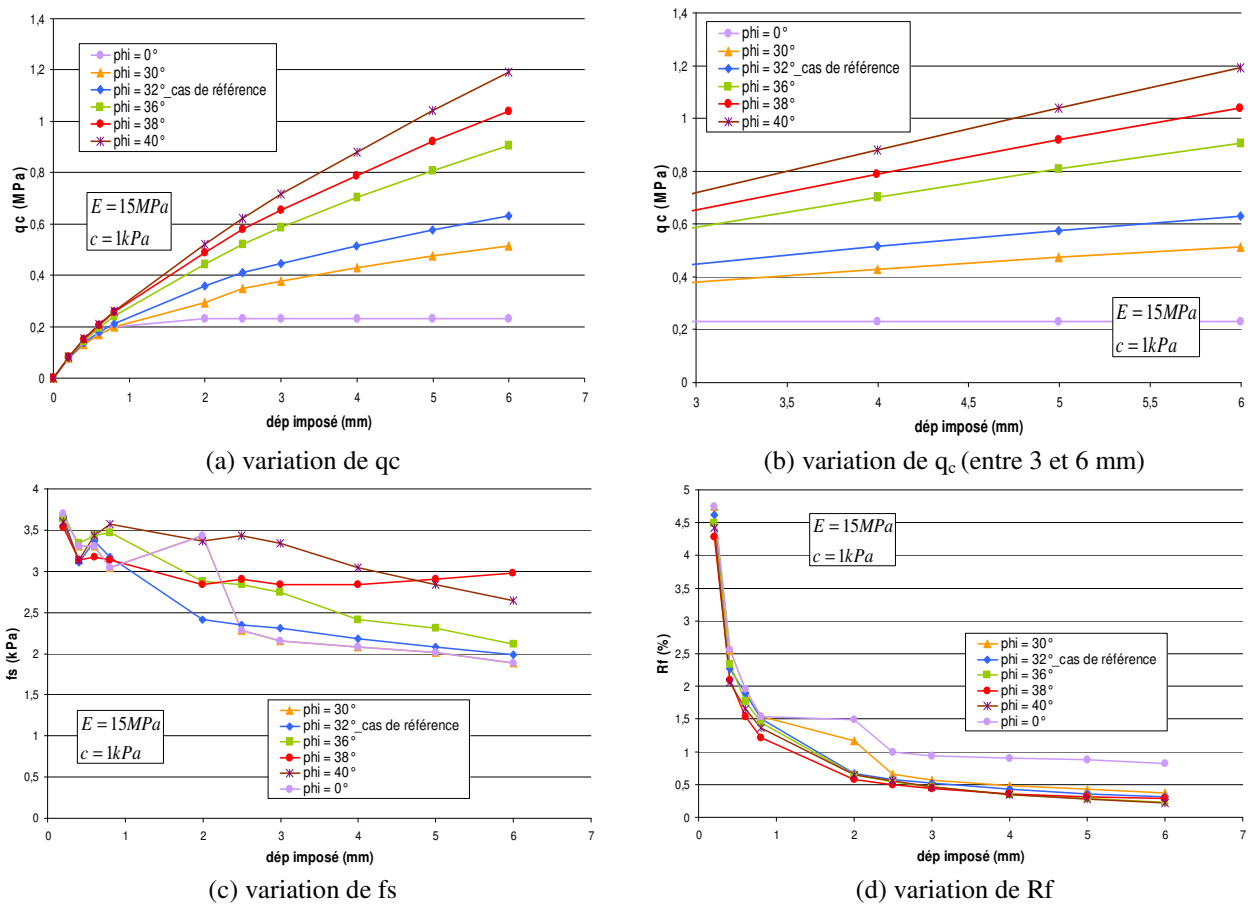 1,4
1,2
1
0,8
0,6
0,4
0,2
0
qc (MPa)
phi = 0°
phi = 30°
phi = 32°_cas de référence
phi = 36°
phi = 38°
phi = 40°
E = 15MPa
c = 1kPa
0 1 2 3 4 5 6 7
dép imposé (mm)
(a) variation de qc
1,4
1,2
1
0,8
0,6
0,4
0,2
0
qc (MPa)
phi = 0°
phi = 30°
phi = 32°_cas de référence
phi = 36°
phi = 38°
phi = 40°
E = 15MPa
c = 1kPa
3 3,5 4 4,5 5 5,5 6
dép imposé (mm)
(b) variation de qc (entre 3 et 6 mm)
4
3,5
3
2,5
2
1,5
1
0,5
0
fs (kPa)
E = 15MPa
c = 1kPa
phi = 30°
phi = 32°_cas de référence
phi = 36°
phi = 38°
phi = 40°
phi = 0°
0 1 2 3 4 5 6 7
dép imposé (mm)
(c) variation de fs
5
4,5
4
3,5
3
2,5
2
1,5
1
0,5
0
Rf (%)
E = 15MPa
c = 1kPa
phi = 30°
phi = 32°_cas de référence
phi = 36°
phi = 38°
phi = 40°
phi = 0°
0 1 2 3 4 5 6 7
dép imposé (mm)
(d) variation de Rf